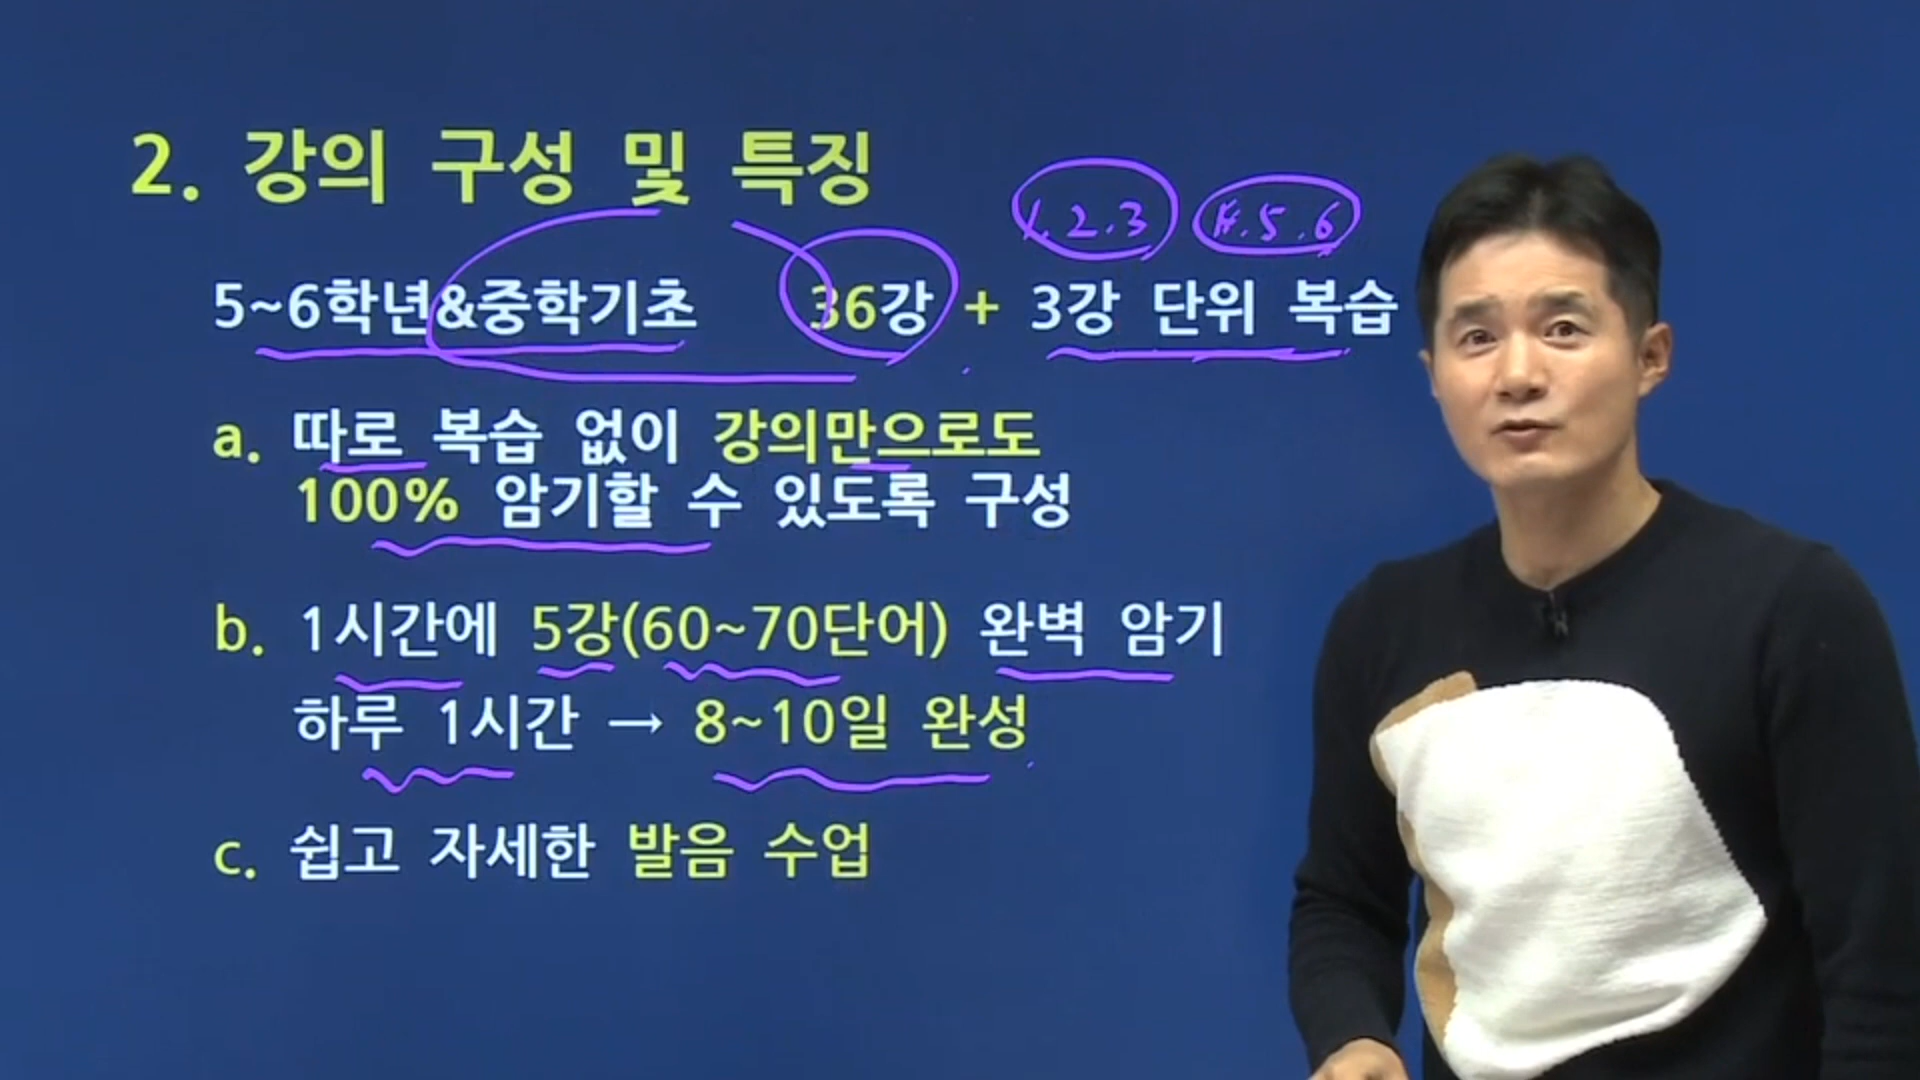 2. 강의 구성 및 특징
1.2.3 4.5.6
5~6학년&중학기초 36강 + 3강 단위 복습
a. 따로 복습 없이 강의만으로도
100% 암기할 수 있도록 구성
b. 1시간에 5강(60~70단어) 완벽 암기
하루 1시간 → 8~10일 완성
c. 쉽고 자세한 발음 수업